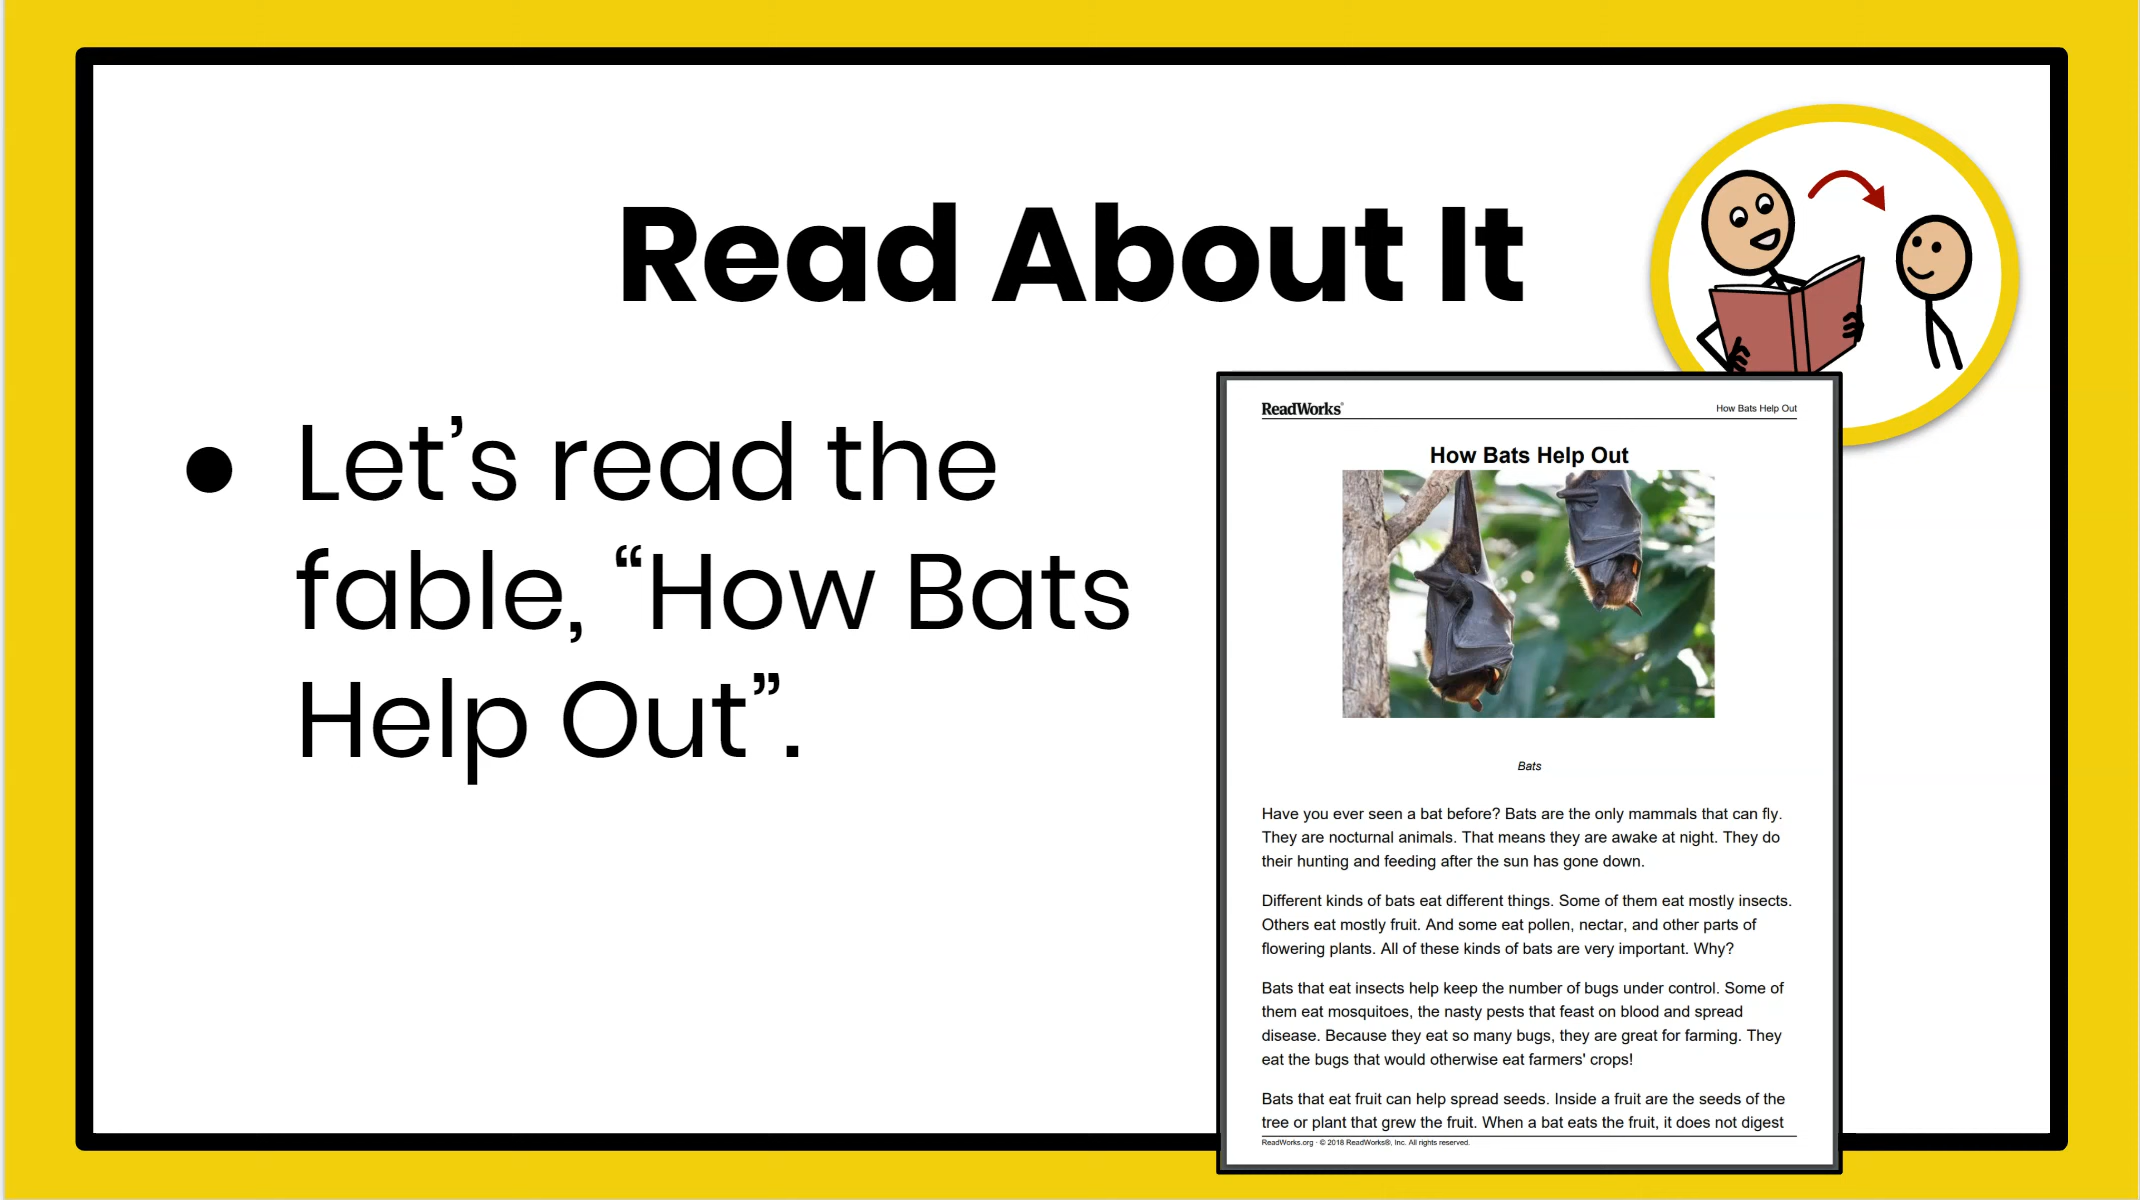 Read About It
● Let’s read the
fable, “How Bats
Help Out”.
ReadWorks®
How Bats Help Out
How Bats Help Out
Bats
Have you ever seen a bat before? Bats are the only mammals that can fly.
They are nocturnal animals. That means they are awake at night. They do
their hunting and feeding after the sun has gone down.
Different kinds of bats eat different things. Some of them eat mostly insects.
Others eat mostly fruit. And some eat pollen, nectar, and other parts of
flowering plants. All of these kinds of bats are very important. Why?
Bats that eat insects help keep the number of bugs under control. Some of
them eat mosquitoes, the nasty pests that feast on blood and spread
disease. Because they eat so many bugs, they are great for farming. They
eat the bugs that would otherwise eat farmers' crops!
Bats that eat fruit can help spread seeds. Inside a fruit are the seeds of the
tree or plant that grew the fruit. When a bat eats the fruit, it does not digest
ReadWorks.org · © 2018 ReadWorks®, Inc. All rights reserved.